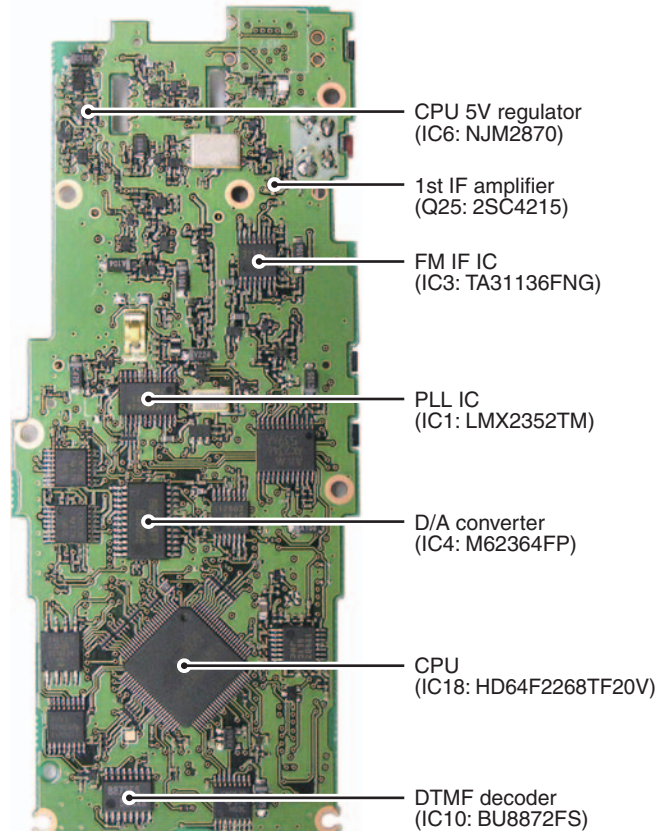 CPU 5V regulator
(IC6: NJM2870)
1st IF amplifier
(Q25: 2SC4215)
FM IF IC
(IC3: TA31136FNG)
PLL IC
(IC1: LMX2352TM)
D/A converter
(IC4: M62364FP)
CPU
(IC18: HD64F2268TF20V)
DTMF decoder
(IC10: BU8872FS)